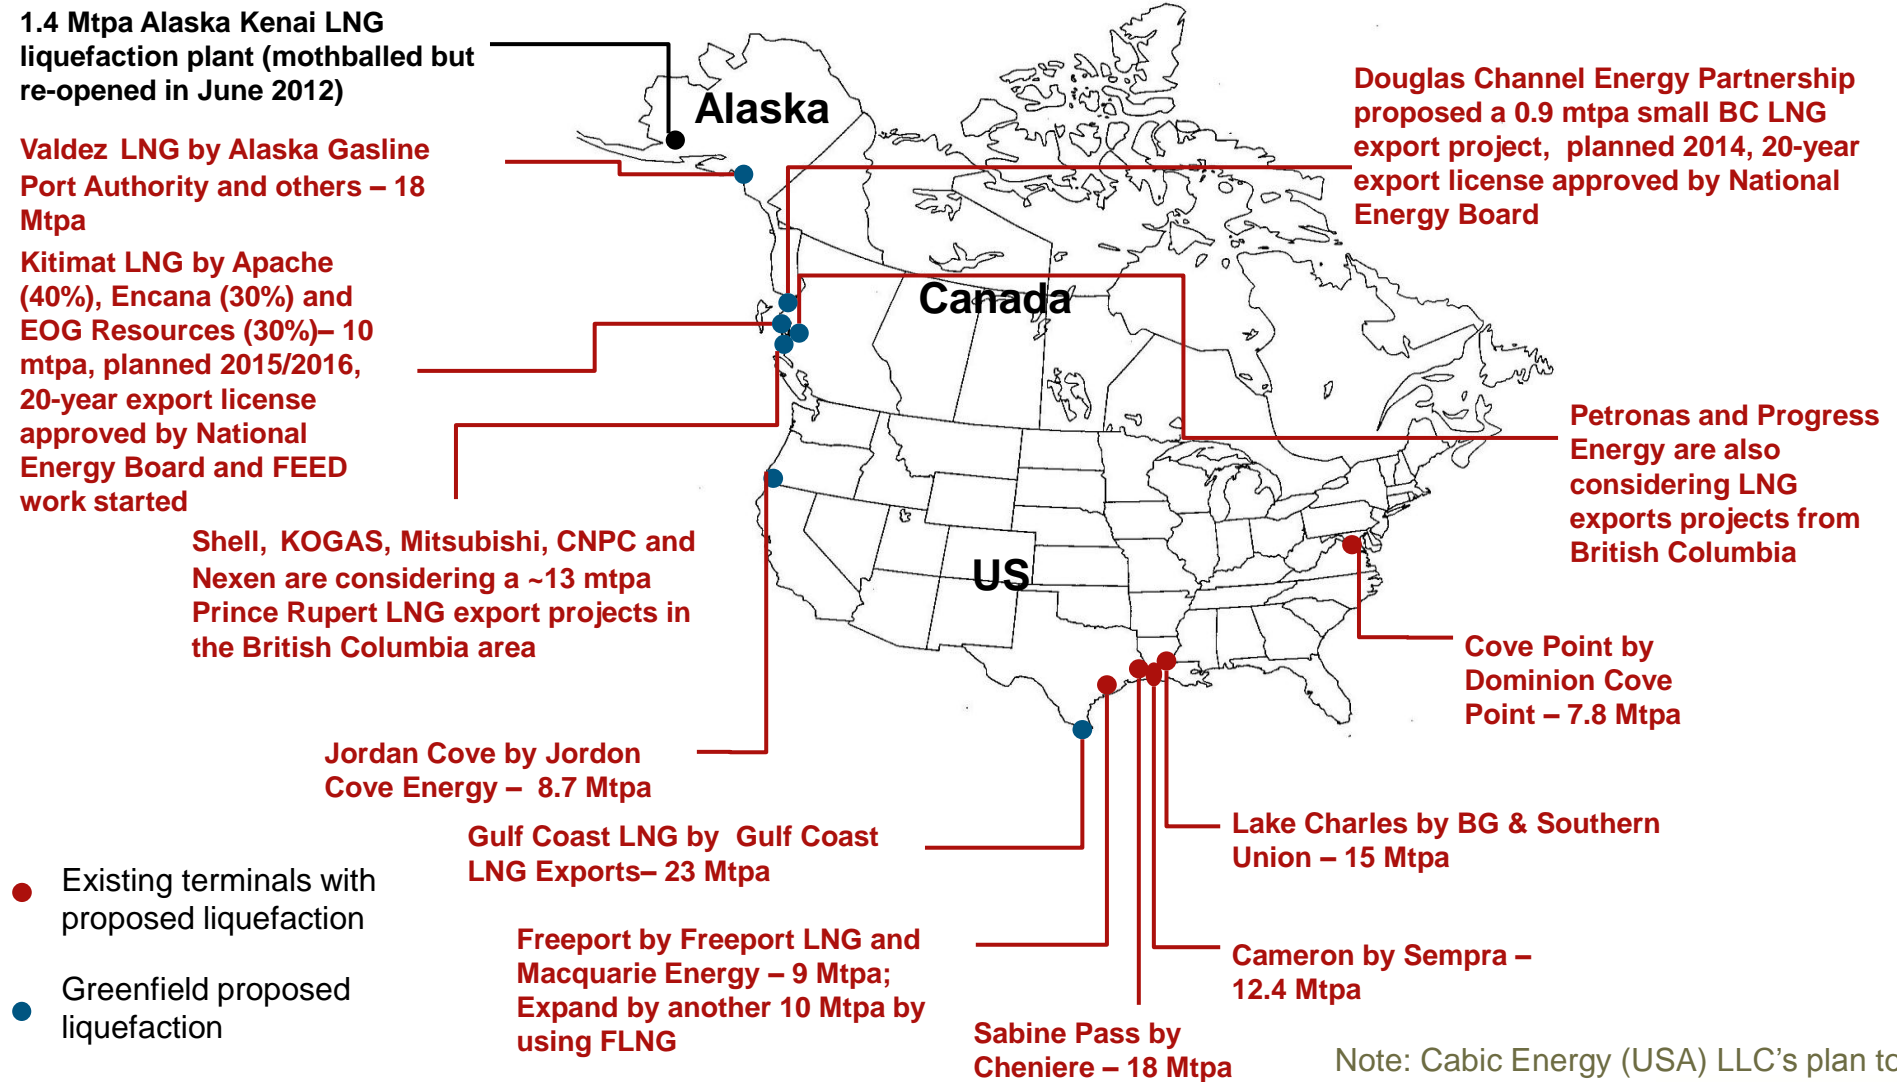 1.4 Mtpa Alaska Kenai LNG
liquefaction plant (mothballed but
re-opened in June 2012)
Valdez LNG by Alaska Gasline
Port Authority and others – 18
Mtpa
Kitimat LNG by Apache
(40%), Encana (30%) and
EOG Resources (30%)– 10
mtpa, planned 2015/2016,
20-year export license
approved by National
Energy Board and FEED
work started
Shell, KOGAS, Mitsubishi, CNPC and
Nexen are considering a ~13 mtpa
Prince Rupert LNG export projects in
the British Columbia area
Jordan Cove by Jordon
Cove Energy – 8.7 Mtpa
Gulf Coast LNG by Gulf Coast
LNG Exports– 23 Mtpa
Freeport by Freeport LNG and
Macquarie Energy – 9 Mtpa;
Expand by another 10 Mtpa by
using FLNG
Sabine Pass by
Cheniere – 18 Mtpa
Cameron by Sempra –
12.4 Mtpa
Lake Charles by BG & Southern
Union – 15 Mtpa
Cove Point by
Dominion Cove
Point – 7.8 Mtpa
Petronas and Progress
Energy are also
considering LNG
exports projects from
British Columbia
Douglas Channel Energy Partnership
proposed a 0.9 mtpa small BC LNG
export project, planned 2014, 20-year
export license approved by National
Energy Board
Alaska
Canada
US
Existing terminals with
proposed liquefaction
Greenfield proposed
liquefaction
Note: Cabic Energy (USA) LLC’s plan to